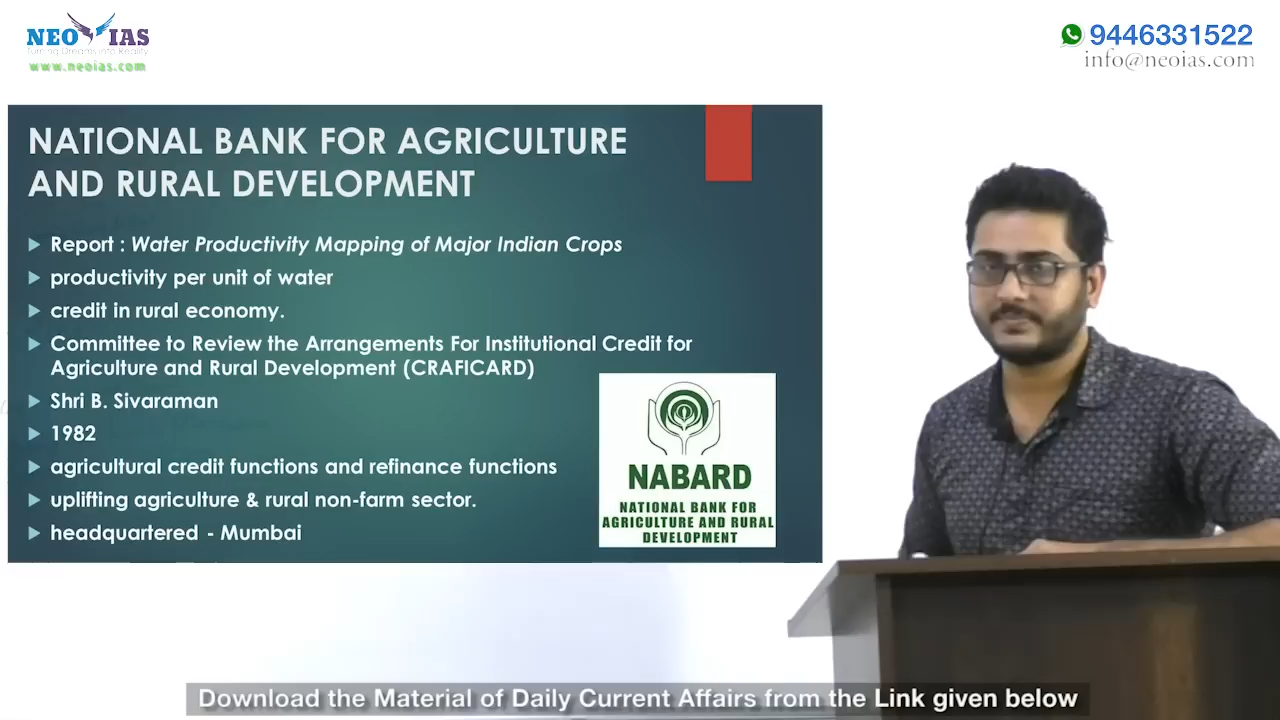 NEO IAS
Turning Dreams into Reality
www.neoias.com
9446331522
info@neoias.com
NATIONAL BANK FOR AGRICULTURE
AND RURAL DEVELOPMENT
Report : Water Productivity Mapping of Major Indian Crops
productivity per unit of water
credit in rural economy.
Committee to Review the Arrangements For Institutional Credit for
Agriculture and Rural Development (CRAFICARD)
Shri B. Sivaraman
1982
agricultural credit functions and refinance functions
uplifting agriculture & rural non-farm sector.
headquartered - Mumbai
NABARD
NATIONAL BANK FOR
AGRICULTURE AND RURAL
DEVELOPMENT
Download the Material of Daily Current Affairs from the Link given below